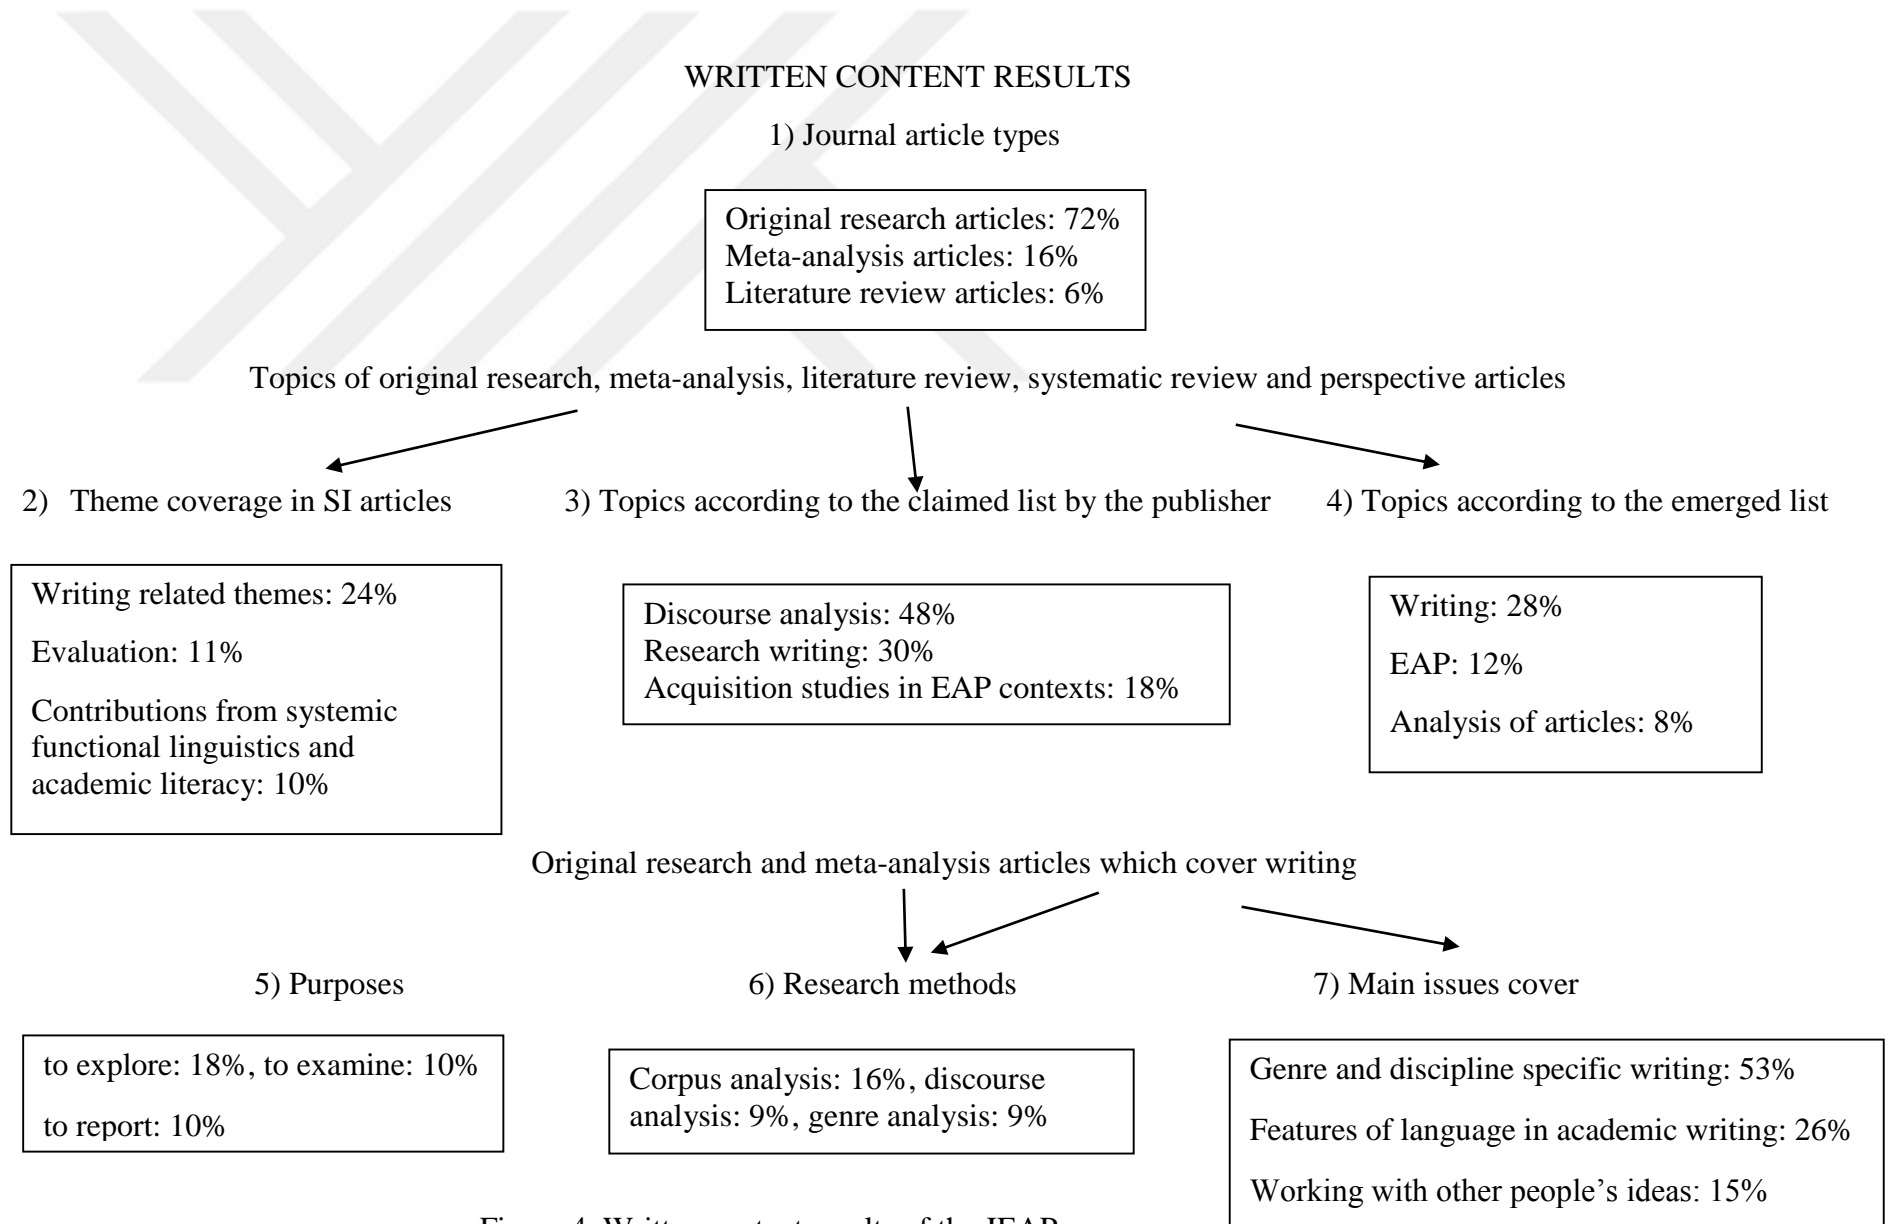 WRITTEN CONTENT RESULTS
1) Journal article types
Original research articles: 72%
Meta-analysis articles: 16%
Literature review articles: 6%
Topics of original research, meta-analysis, literature review, systematic review and perspective articles
2) Theme coverage in SI articles
Writing related themes: 24%
Evaluation: 11%
Contributions from systemic
functional linguistics and
academic literacy: 10%
3) Topics according to the claimed list by the publisher
Discourse analysis: 48%
Research writing: 30%
Acquisition studies in EAP contexts: 18%
4) Topics according to the emerged list
Writing: 28%
EAP: 12%
Analysis of articles: 8%
Original research and meta-analysis articles which cover writing
5) Purposes
to explore: 18%, to examine: 10%
to report: 10%
6) Research methods
Corpus analysis: 16%, discourse
analysis: 9%, genre analysis: 9%
7) Main issues cover
Genre and discipline specific writing: 53%
Features of language in academic writing: 26%
Working with other people’s ideas: 15%
Figure 4. Written content results of the JEAP